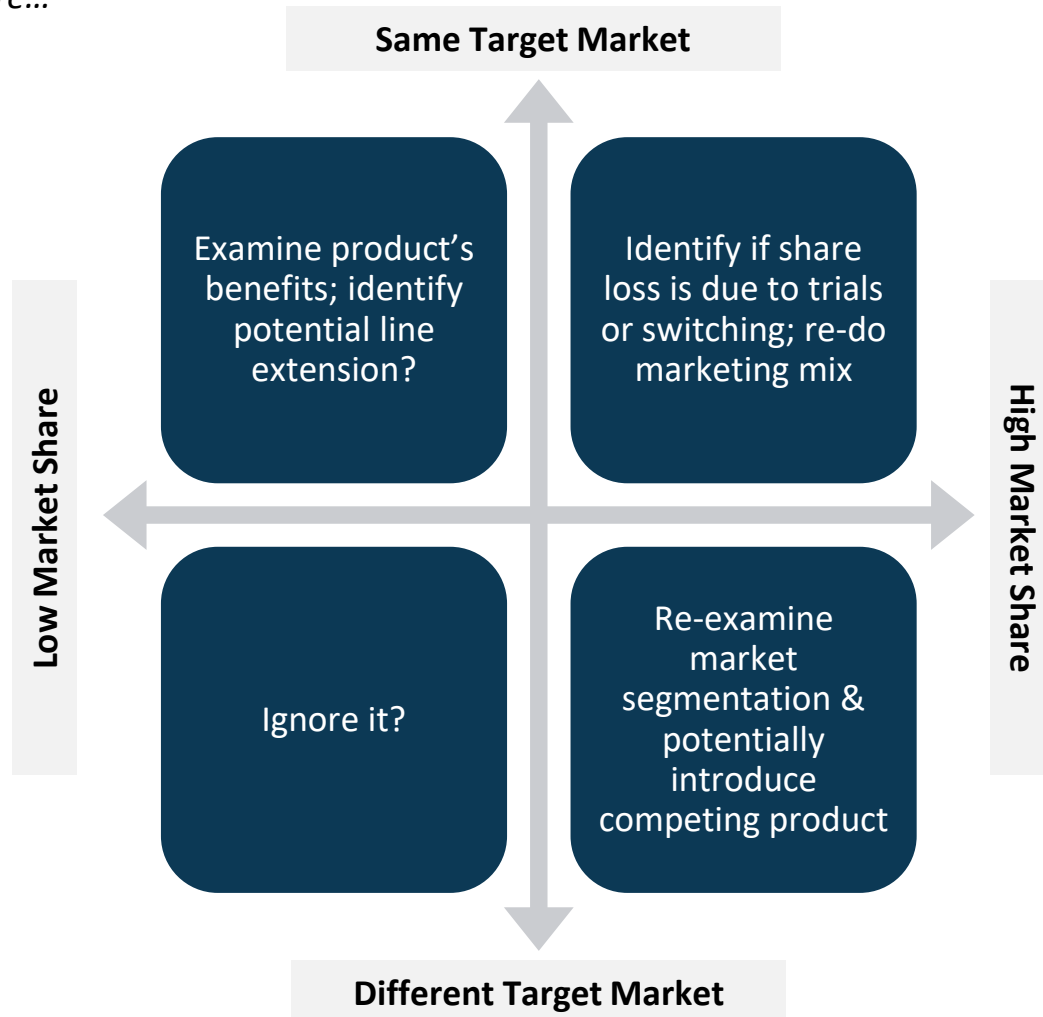 Same Target Market
Examine product's
benefits; identify
potential line
extension?
Identify if share
loss is due to trials
or switching; re-do
marketing mix
Low Market Share
High Market Share
Ignore it?
Re-examine
market
segmentation &
potentially
introduce
competing product
Different Target Market